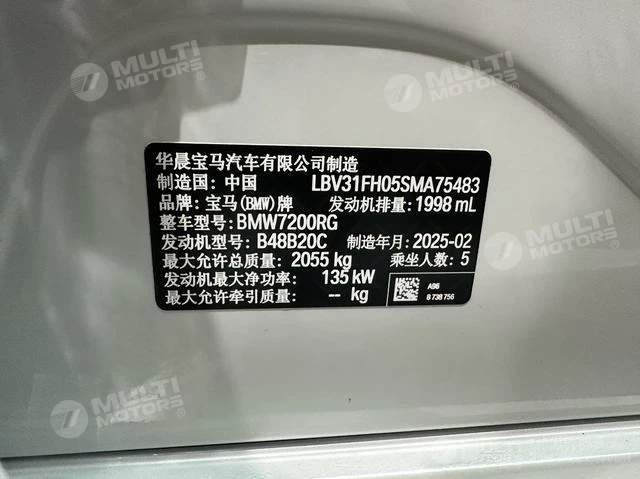 MULTI
MOTORS®
MULTI
MOTORS®
华晨宝马汽车有限公司制造
制造国: 中国 LBV31FH05SMA75483
品牌: 宝马(BMW)牌 发动机排量: 1998 mL
整车型号: BMW7200RG
发动机型号: B48B20C 制造年月: 2025-02
最大允许总质量: 2055 kg 乘坐人数: 5
发动机最大净功率: 135 kW
最大允许牵引质量: -- kg
A96
8 738 756
MULTI
MOTORS®
MULTI
MOTORS®